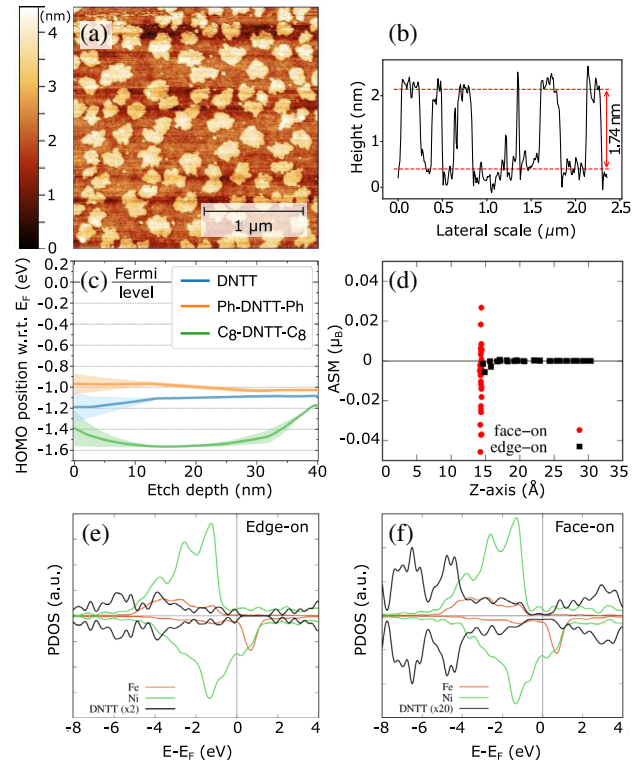 (nm)
4
3
2
1
0
(a)
1 μm
(b)
Height (nm)
2
1
0
1.74 nm
0.0 0.5 1.0 1.5 2.0 2.5
Lateral scale (μm)
(c)
HOMO position w.r.t. E_F (eV)
0.2
0.0
-0.2
-0.4
-0.6
-0.8
-1.0
-1.2
-1.4
-1.6
Fermi
level
DNTT
Ph-DNTT-Ph
C₈-DNTT-C₈
0 10 20 30 40
Etch depth (nm)
(d)
ASM (μ_B)
0.04
0.02
0
-0.02
-0.04
face-on
edge-on
0 5 10 15 20 25 30 35
Z-axis (Å)
(e)
Edge-on
PDOS (a.u.)
Fe
Ni
DNTT (x2)
-8 -6 -4 -2 0 2 4
E-E_F (eV)
(f)
Face-on
PDOS (a.u.)
Fe
Ni
DNTT (x20)
-8 -6 -4 -2 0 2 4
E-E_F (eV)